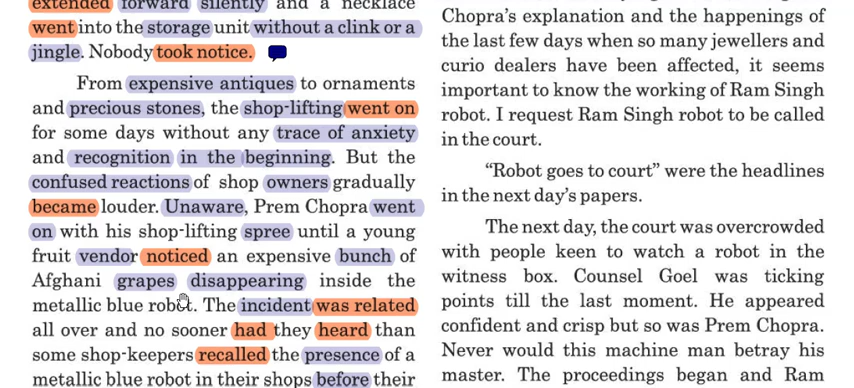 extended forward silently and a necklace
went into the storage unit without a clink or a
jingle. Nobody took notice.
From expensive antiques to ornaments
and precious stones, the shop-lifting went on
for some days without any trace of anxiety
and recognition in the beginning. But the
confused reactions of shop owners gradually
became louder. Unaware, Prem Chopra went
on with his shop-lifting spree until a young
fruit vendor noticed an expensive bunch of
Afghani grapes disappearing inside the
metallic blue robot. The incident was related
all over and no sooner had they heard than
some shop-keepers recalled the presence of a
metallic blue robot in their shops before their
Chopra's explanation and the happenings of
the last few days when so many jewellers and
curio dealers have been affected, it seems
important to know the working of Ram Singh
robot. I request Ram Singh robot to be called
in the court.
“Robot goes to court” were the headlines
in the next day's papers.
The next day, the court was overcrowded
with people keen to watch a robot in the
witness box. Counsel Goel was ticking
points till the last moment. He appeared
confident and crisp but so was Prem Chopra.
Never would this machine man betray his
master. The proceedings began and Ram